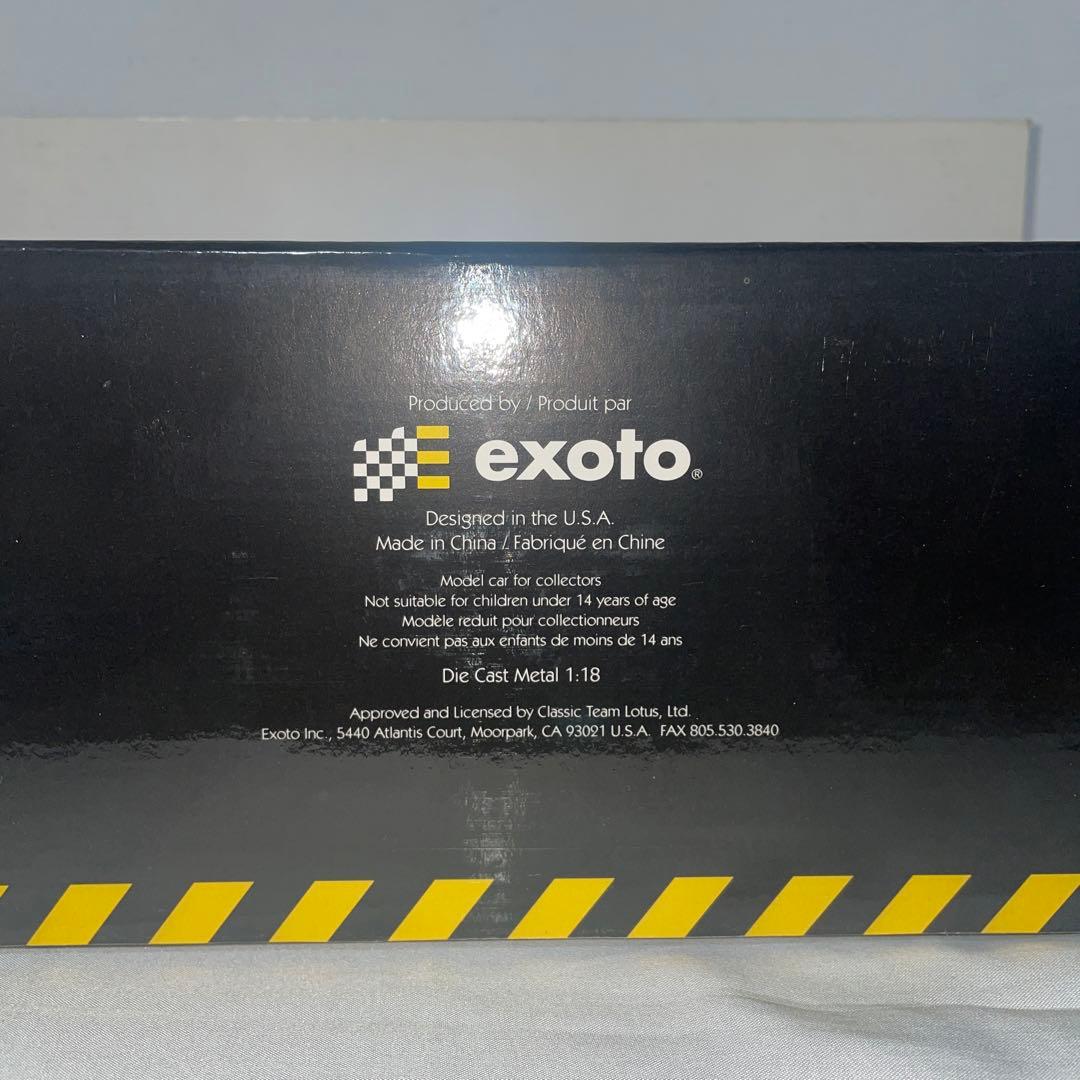 Produced by / Produit par
exoto®
Designed in the U.S.A.
Made in China / Fabriqué en Chine
Model car for collectors
Not suitable for children under 14 years of age
Modèle reduit pour collectionneurs
Ne convient pas aux enfants de moins de 14 ans
Die Cast Metal 1:18
Approved and Licensed by Classic Team Lotus, Ltd.
Exoto Inc., 5440 Atlantis Court, Moorpark, CA 93021 U.S.A. FAX 805.530.3840